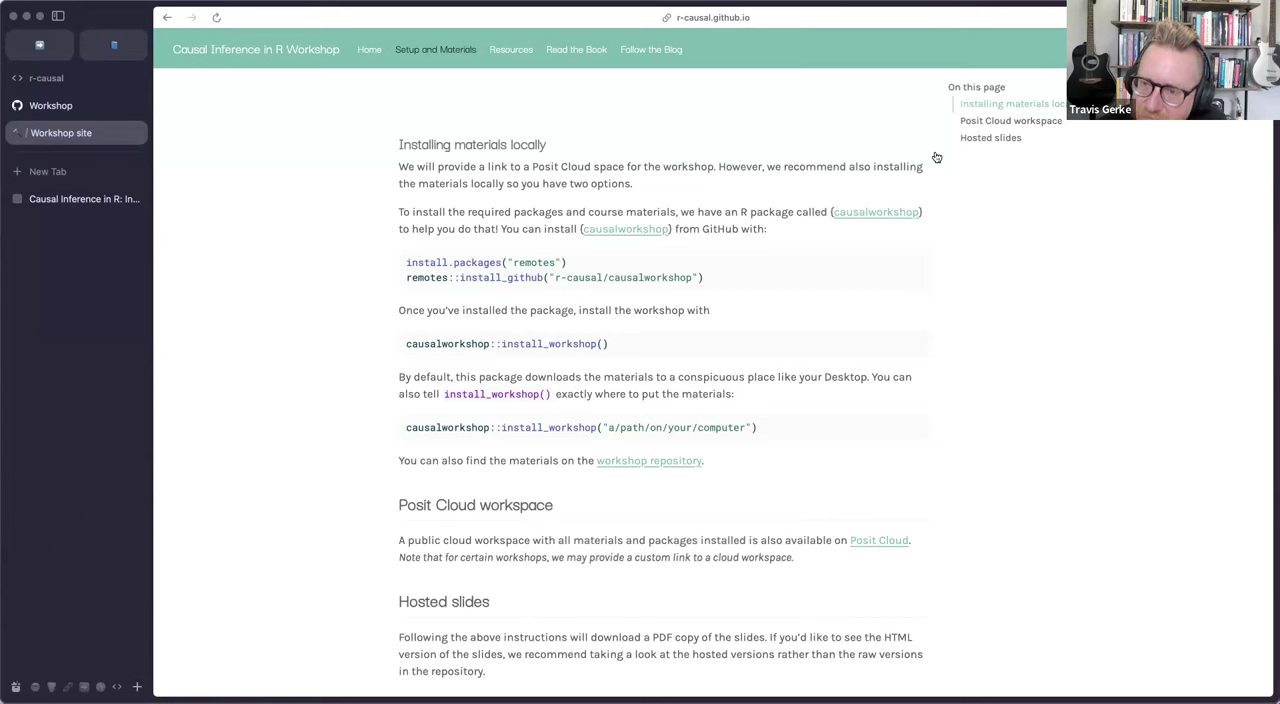 r-causal.github.io
Causal Inference in R Workshop
Home
Setup and Materials
Resources
Read the Book
Follow the Blog
r-causal
Workshop
/ Workshop site
New Tab
Causal Inference in R: In...
On this page
Installing materials loc
Posit Cloud workspace
Hosted slides
Travis Gerke
Installing materials locally
We will provide a link to a Posit Cloud space for the workshop. However, we recommend also installing
the materials locally so you have two options.
To install the required packages and course materials, we have an R package called {causalworkshop}
to help you do that! You can install {causalworkshop} from GitHub with:
install.packages("remotes")
remotes::install_github("r-causal/causalworkshop")
Once you've installed the package, install the workshop with
causalworkshop::install_workshop()
By default, this package downloads the materials to a conspicuous place like your Desktop. You can
also tell install_workshop() exactly where to put the materials:
causalworkshop::install_workshop("a/path/on/your/computer")
You can also find the materials on the workshop repository.
Posit Cloud workspace
A public cloud workspace with all materials and packages installed is also available on Posit Cloud.
Note that for certain workshops, we may provide a custom link to a cloud workspace.
Hosted slides
Following the above instructions will download a PDF copy of the slides. If you'd like to see the HTML
version of the slides, we recommend taking a look at the hosted versions rather than the raw versions
in the repository.